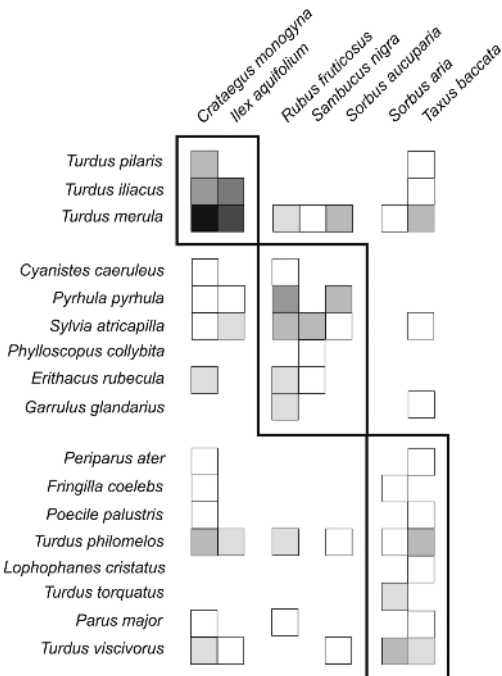 Crataegus monogyna
Ilex aquifolium
Rubus fruticosus
Sambucus nigra
Sorbus aucuparia
Sorbus aria
Taxus baccata
Turdus pilaris
Turdus iliacus
Turdus merula
Cyanistes caeruleus
Pyrhula pyrhula
Sylvia atricapilla
Phylloscopus collybita
Erithacus rubecula
Garrulus glandarius
Periparus ater
Fringilla coelebs
Poecile palustris
Turdus philomelos
Lophophanes cristatus
Turdus torquatus
Parus major
Turdus viscivorus